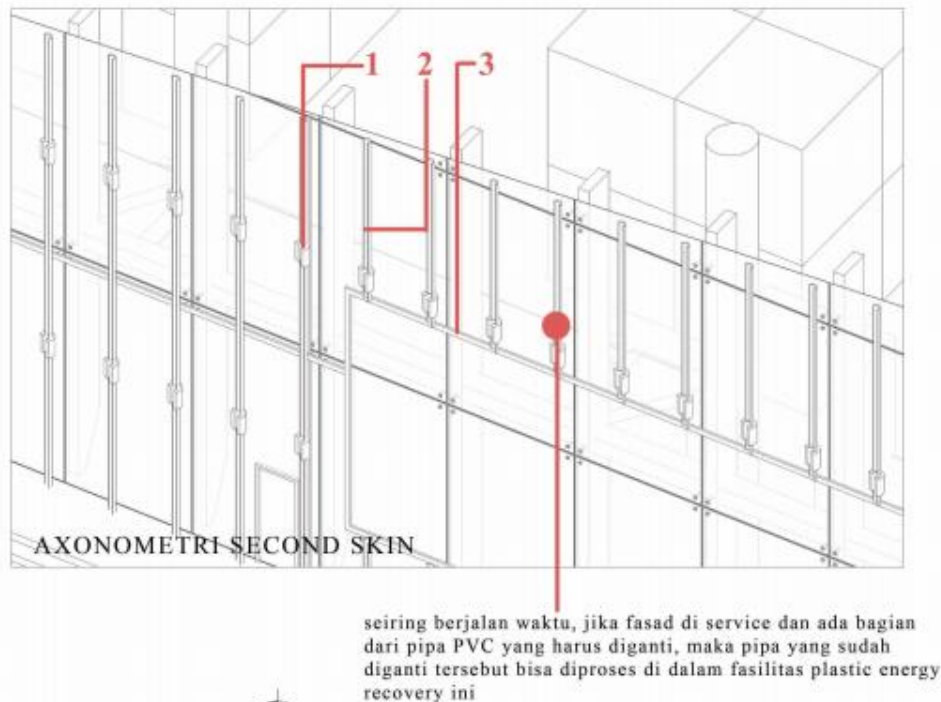 1 2 3
AXONOMETRI SECOND SKIN
seiring berjalan waktu, jika fasad di service dan ada bagian
dari pipa PVC yang harus diganti, maka pipa yang sudah
diganti tersebut bisa diproses di dalam fasilitas plastic energy
recovery ini